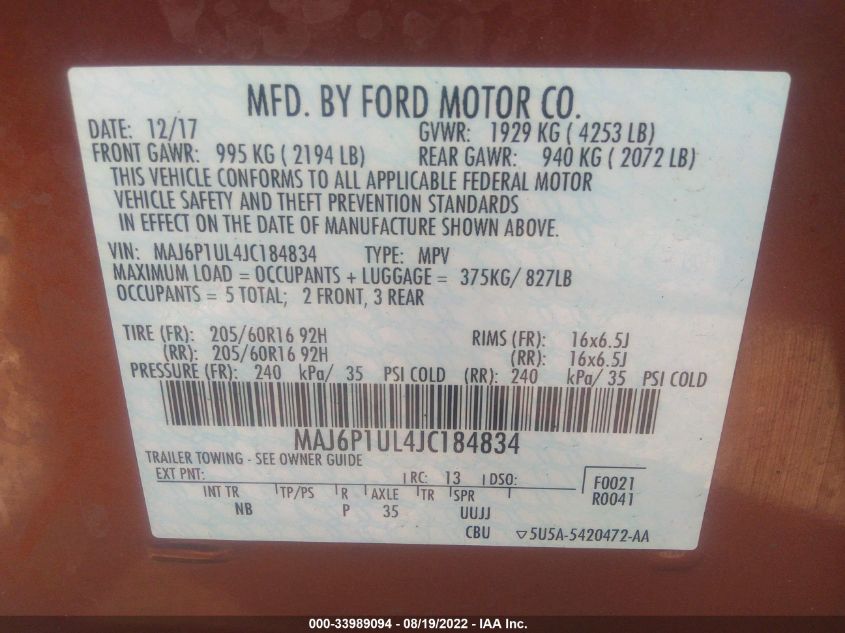 MFD. BY FORD MOTOR CO.
DATE: 12/17 GVWR: 1929 KG ( 4253 LB)
FRONT GAWR: 995 KG ( 2194 LB) REAR GAWR: 940 KG ( 2072 LB)
THIS VEHICLE CONFORMS TO ALL APPLICABLE FEDERAL MOTOR
VEHICLE SAFETY AND THEFT PREVENTION STANDARDS
IN EFFECT ON THE DATE OF MANUFACTURE SHOWN ABOVE.
VIN: MAJ6P1UL4JC184834 TYPE: MPV
MAXIMUM LOAD = OCCUPANTS + LUGGAGE = 375KG/ 827LB
OCCUPANTS = 5 TOTAL; 2 FRONT, 3 REAR
TIRE (FR): 205/60R16 92H RIMS (FR): 16x6.5J
(RR): 205/60R16 92H (RR): 16x6.5J
PRESSURE (FR): 240 kPa/ 35 PSI COLD (RR): 240 kPa/ 35 PSI COLD
MAJ6P1UL4JC184834
TRAILER TOWING - SEE OWNER GUIDE
EXT PNT: RC: 13 DSO: F0021
INT TR TP/PS R AXLE TR SPR R0041
NB P 35 UUJJ
CBU ▽5U5A-5420472-AA
000-33989094 - 08/19/2022 - IAA Inc.